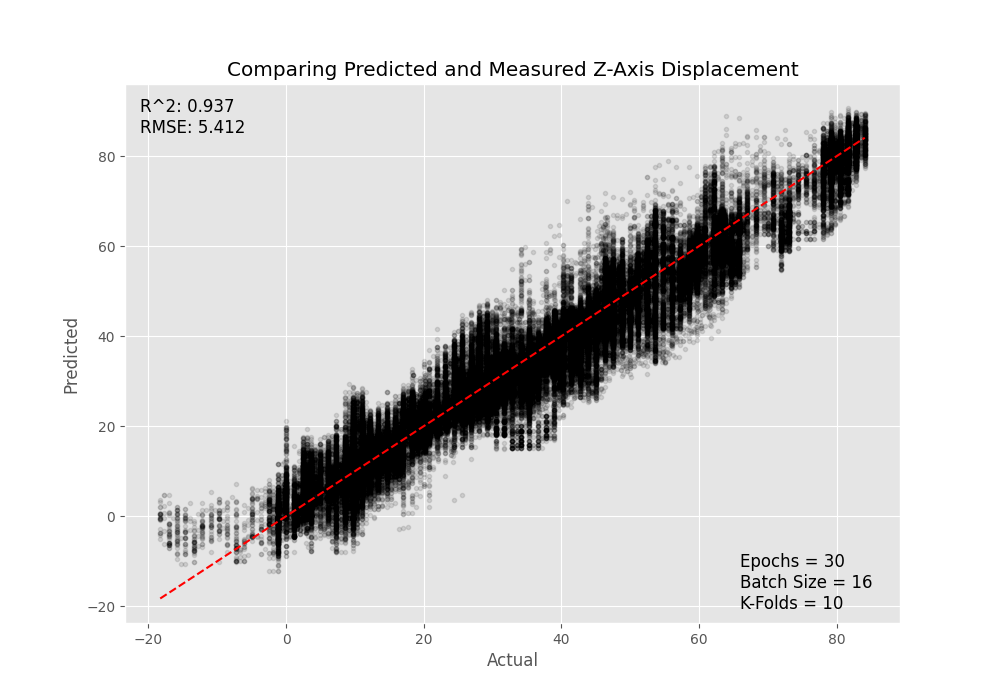 Comparing Predicted and Measured Z-Axis Displacement
R^2: 0.937
RMSE: 5.412
80
60
40
20
0
−20
Predicted
Epochs = 30
Batch Size = 16
K-Folds = 10
−20 0 20 40 60 80
Actual